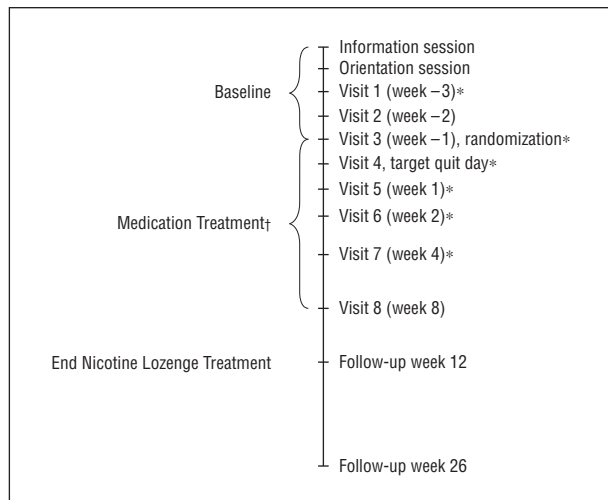 Information session
Orientation session
Baseline
Visit 1 (week –3)*
Visit 2 (week –2)
Visit 3 (week –1), randomization*
Visit 4, target quit day*
Visit 5 (week 1)*
Visit 6 (week 2)*
Medication Treatment†
Visit 7 (week 4)*
Visit 8 (week 8)
End Nicotine Lozenge Treatment
Follow-up week 12
Follow-up week 26